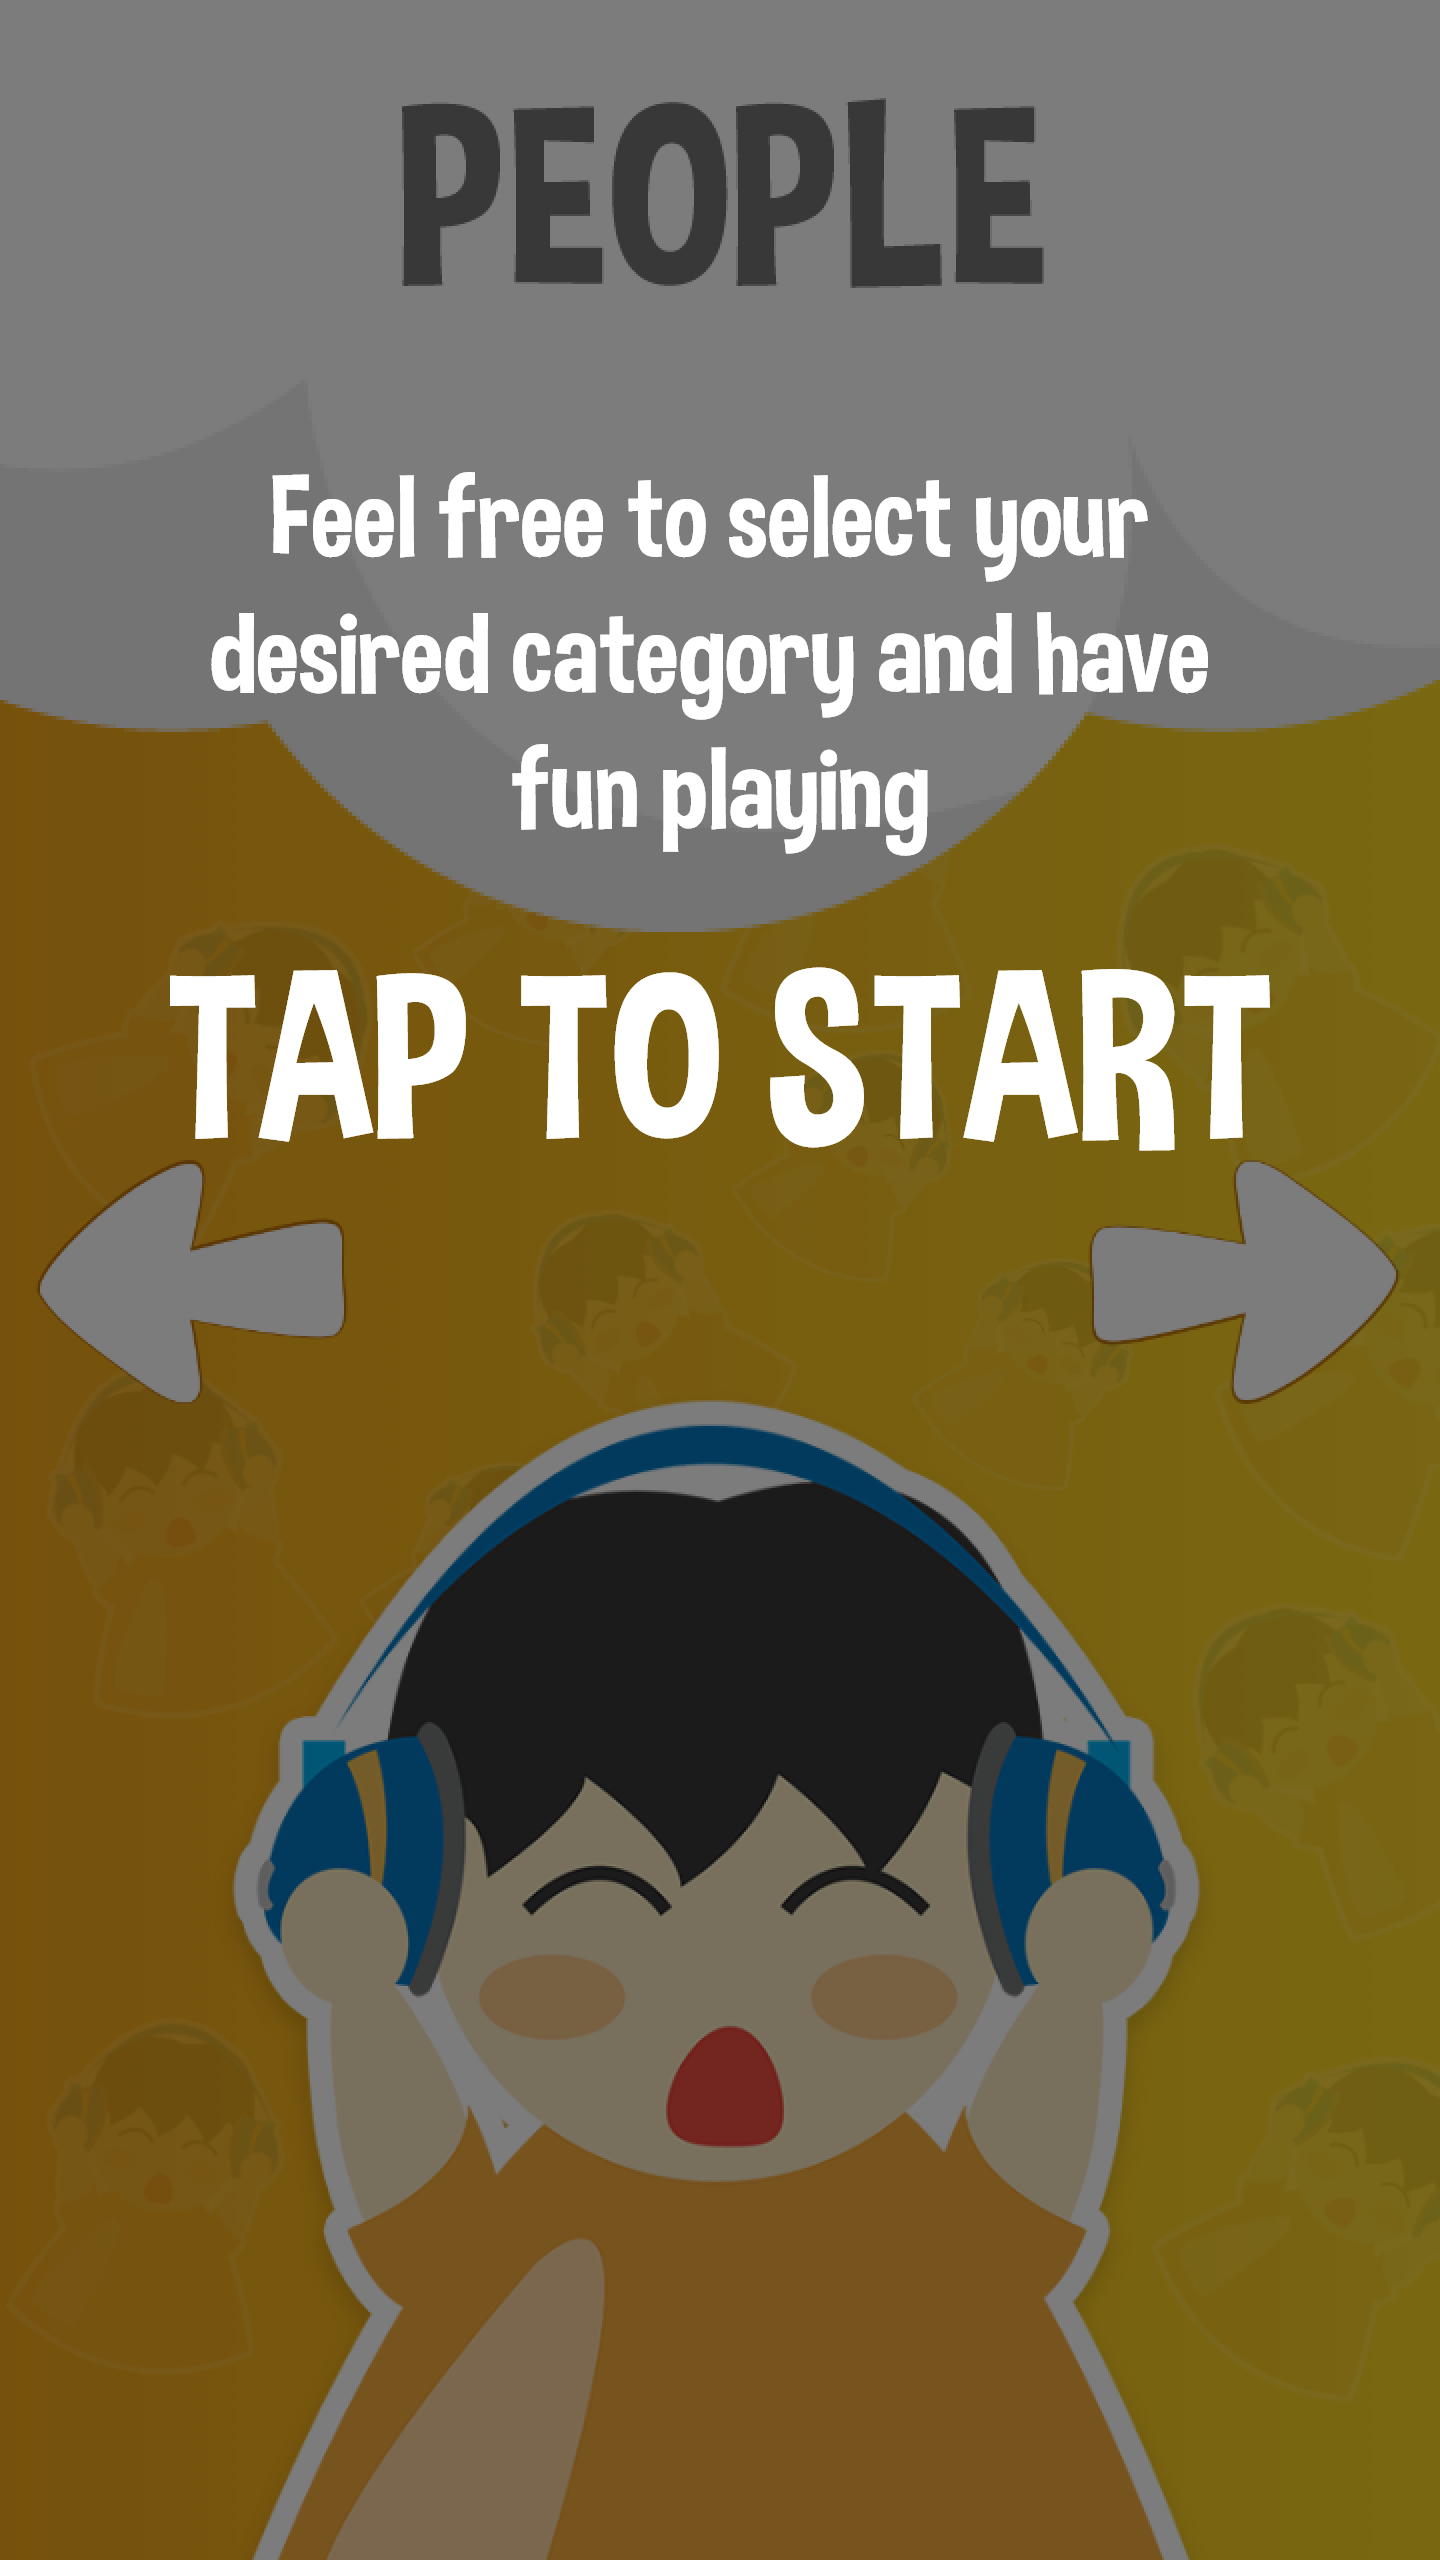 PEOPLE
Feel free to select your
desired category and have
fun playing
TAP TO START